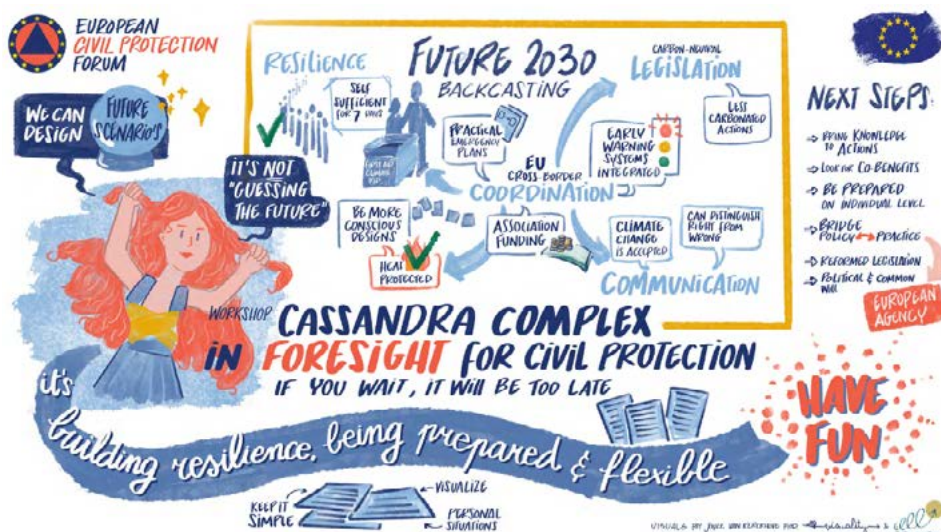 EUROPEAN
CIVIL PROTECTION
FORUM
WE CAN
DESIGN
FUTURE
SCENARIO'S
IT'S NOT
"GUESSING
THE FUTURE"
RESILIENCE
SELF
SUFFICIENT
FOR 7 DAYS
FUTURE 2030
BACKCASTING
CARBON-NEUTRAL
LEGISLATION
LESS
CARBONATED
ACTIONS
PRACTICAL
EMERGENCY
PLANS
EARLY
WARNING
SYSTEMS
INTEGRATED
EU
CROSS-BORDER
COORDINATION
BE MORE
CONSCIOUS
DESIGNS
HEAT
PROTECTED
ASSOCIATION
FUNDING
CLIMATE
CHANGE
IS ACCEPTED
CAN DISTINGUISH
RIGHT FROM
WRONG
COMMUNICATION
NEXT STEPS:
→ BRING KNOWLEDGE
TO ACTIONS
→ LOOK FOR CO-BENEFITS
→ BE PREPARED
ON INDIVIDUAL LEVEL
→ BRIDGE
POLICY ↔ PRACTICE
→ REFORMED LEGISLATION
→ POLITICAL & COMMON
WILL
EUROPEAN
AGENCY
WORKSHOP
CASSANDRA COMPLEX
in FORESIGHT FOR CIVIL PROTECTION
IF YOU WAIT, IT WILL BE TOO LATE
it's
building resilience, being prepared & flexible
HAVE
FUN
KEEP IT
SIMPLE
VISUALIZE
PERSONAL
SITUATIONS
VISUALS BY